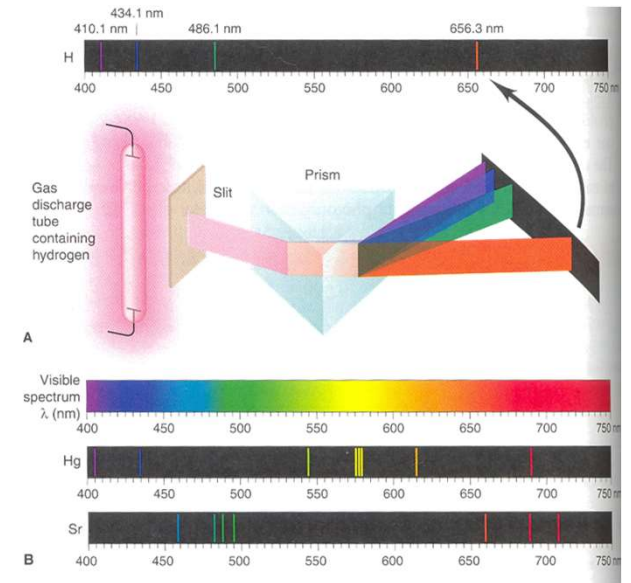 434.1 nm
410.1 nm 486.1 nm 656.3 nm
H
400 450 500 550 600 650 700 750 nm
Gas
discharge
tube
containing
hydrogen
Slit
Prism
A
Visible
spectrum
λ (nm)
400 450 500 550 600 650 700 750 nm
Hg
400 450 500 550 600 650 700 750 nm
Sr
400 450 500 550 600 650 700 750 nm
B